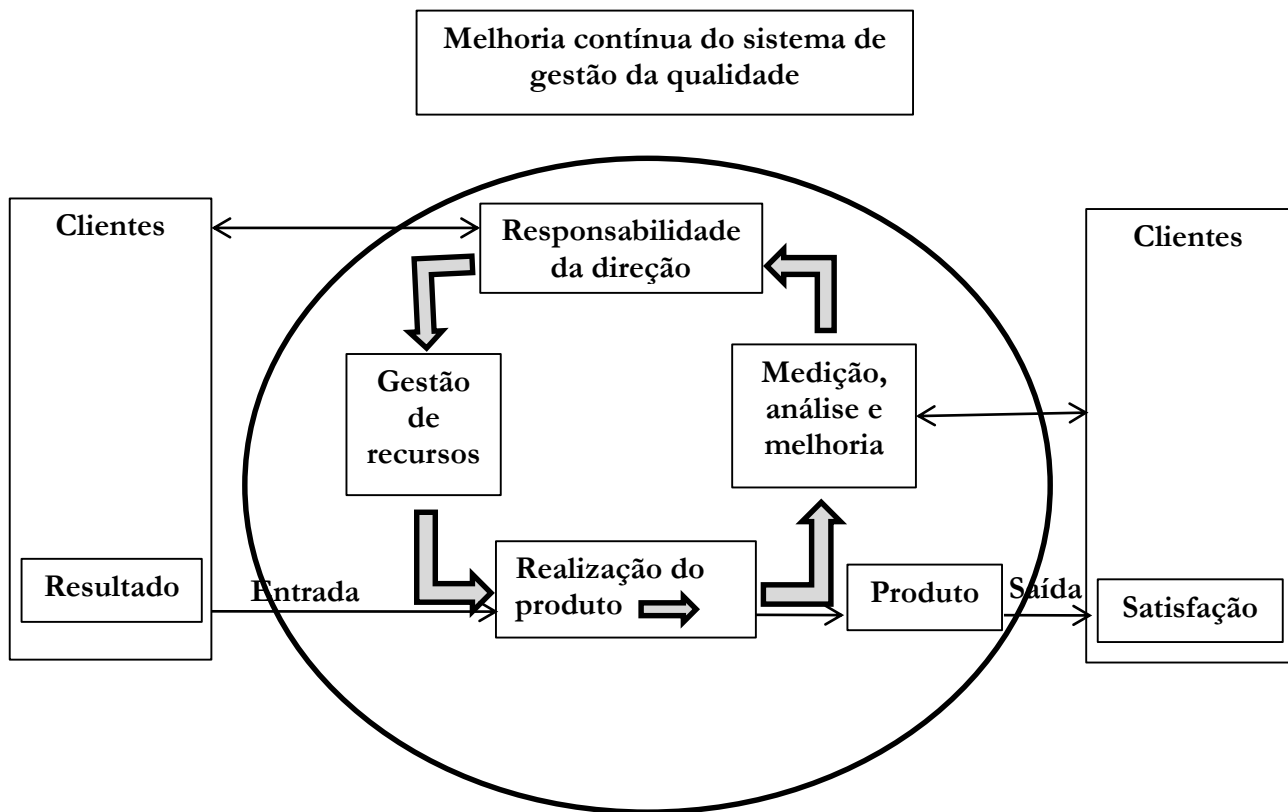 Melhoria contínua do sistema de
gestão da qualidade
Clientes
Responsabilidade
da direção
Clientes
Gestão
de
recursos
Medição,
análise e
melhoria
Resultado
Entrada
Realização do
produto
Produto
Saída
Satisfação